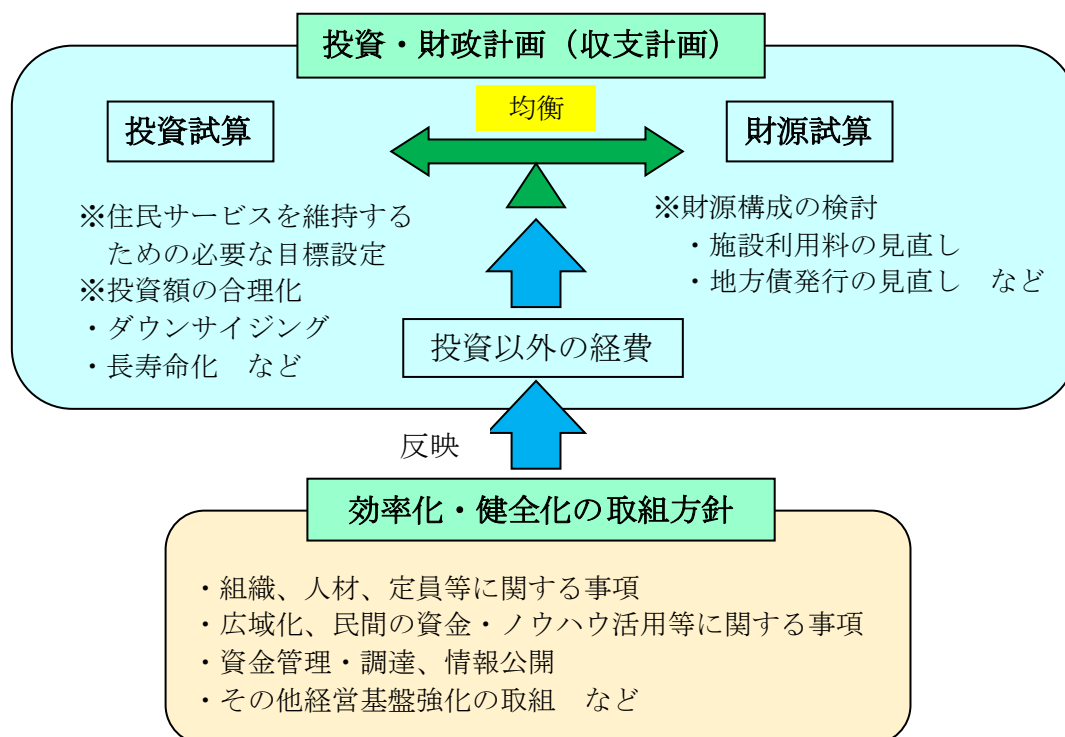 投資・財政計画（収支計画）
投資試算
均衡
財源試算
※住民サービスを維持する
ための必要な目標設定
※投資額の合理化
・ダウンサイジング
・長寿命化　など
※財源構成の検討
・施設利用料の見直し
・地方債発行の見直し　など
投資以外の経費
反映
効率化・健全化の取組方針
・組織、人材、定員等に関する事項
・広域化、民間の資金・ノウハウ活用等に関する事項
・資金管理・調達、情報公開
・その他経営基盤強化の取組　など